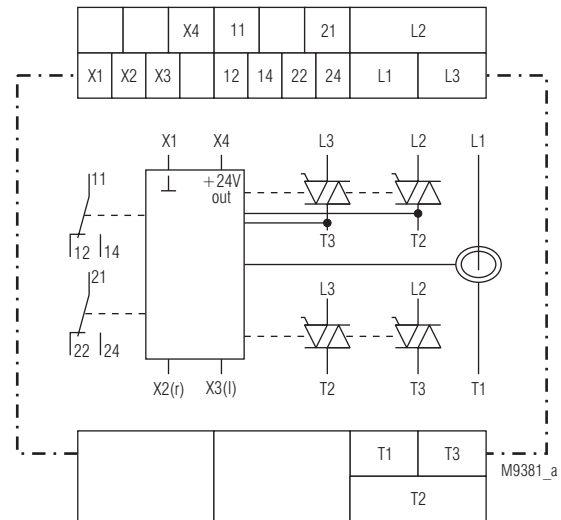 X4 11 21 L2
X1 X2 X3 12 14 22 24 L1 L3
X1 X4 L3 L2 L1
11
+24V
out
12 14
T3 T2
21
L3 L2
22 24
X2(r) X3(l) T2 T3 T1
T1 T3
M9381_a
T2